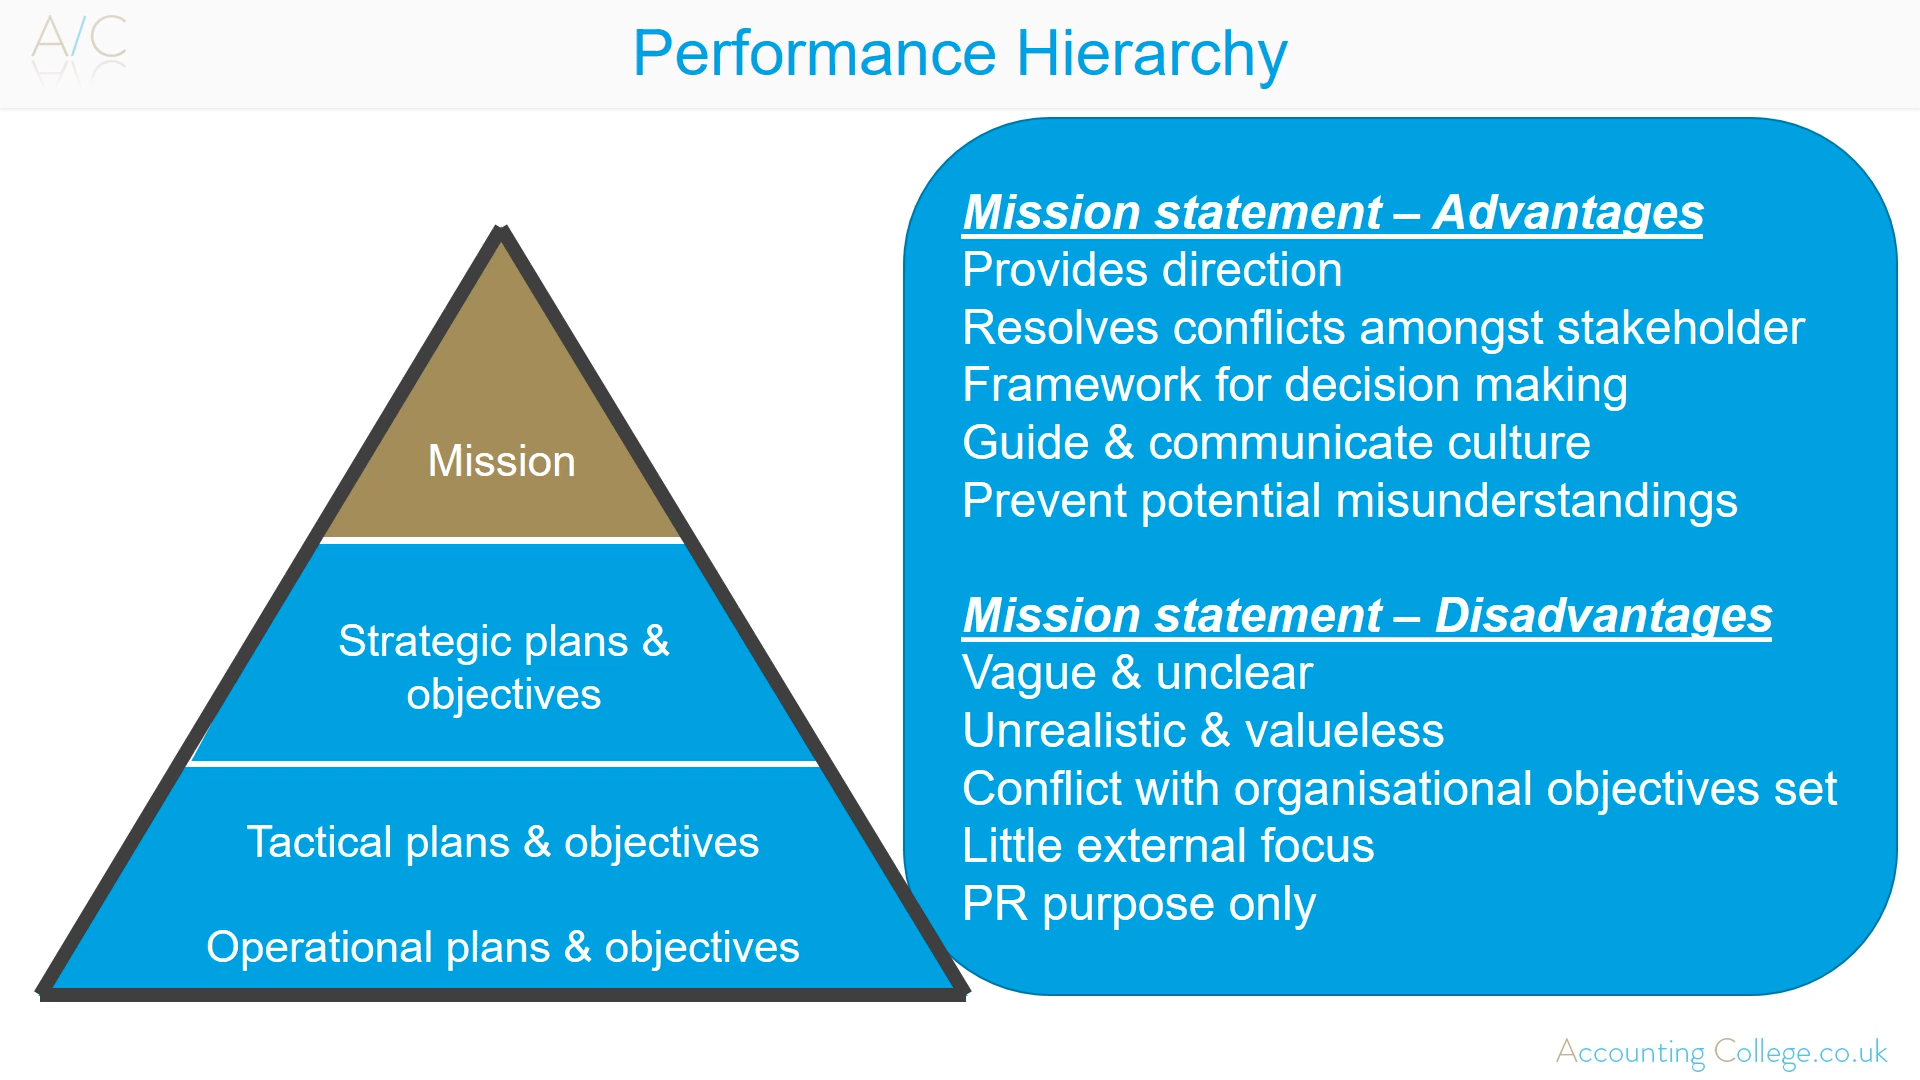 A/C
Performance Hierarchy
Mission
Strategic plans &
objectives
Tactical plans & objectives
Operational plans & objectives
Mission statement – Advantages
Provides direction
Resolves conflicts amongst stakeholder
Framework for decision making
Guide & communicate culture
Prevent potential misunderstandings
Mission statement – Disadvantages
Vague & unclear
Unrealistic & valueless
Conflict with organisational objectives set
Little external focus
PR purpose only
Accounting College.co.uk